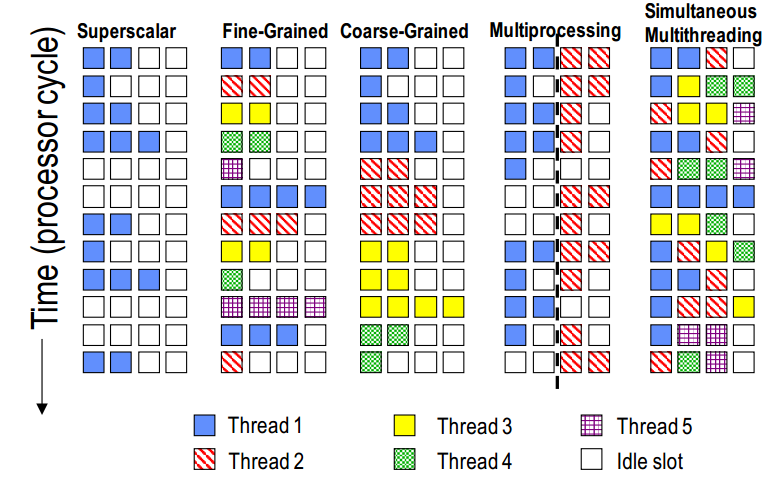 Superscalar
Fine-Grained
Coarse-Grained
Multiprocessing
Simultaneous
Multithreading
Time (processor cycle)
Thread 1
Thread 3
Thread 5
Thread 2
Thread 4
Idle slot